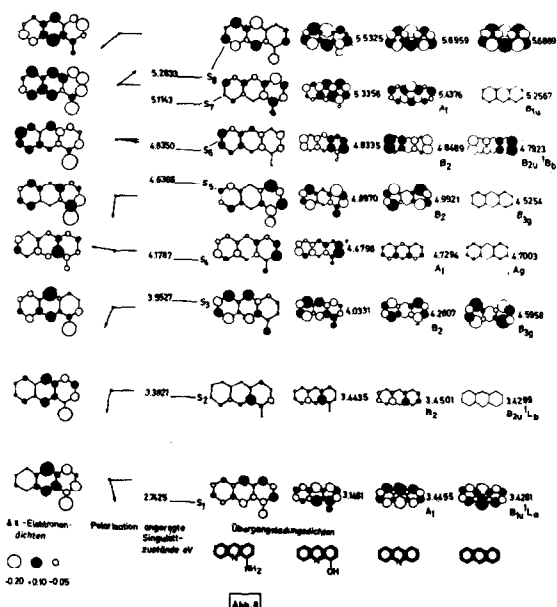 5.5325 5.6959 5.6889
5.2833 S8
5.1143 S7 5.3356 5.4376 A1 5.2567 B1u
4.8350 S6 4.8335 4.8489 B2 4.7923 B2u ¹Bb
4.6386 S5 4.8970 4.9921 B2 4.5254 B3g
4.1787 S4 4.4798 4.7294 A1 4.7003 Ag
3.9527 S3 4.0331 4.2807 B2 4.5958 B3g
3.3821 S2 3.4435 3.4501 B2 3.4299 B2u ¹Lb
2.7425 S1 3.1481 3.4455 A1 3.4281 B1u ¹La
Δπ-Elektronen- Polarisation angeregte Übergangsladungsdichten
dichten Singulett-
zustände eV
-0.20 +0.10 -0.05
N NH2 N OH N
Abb. 8